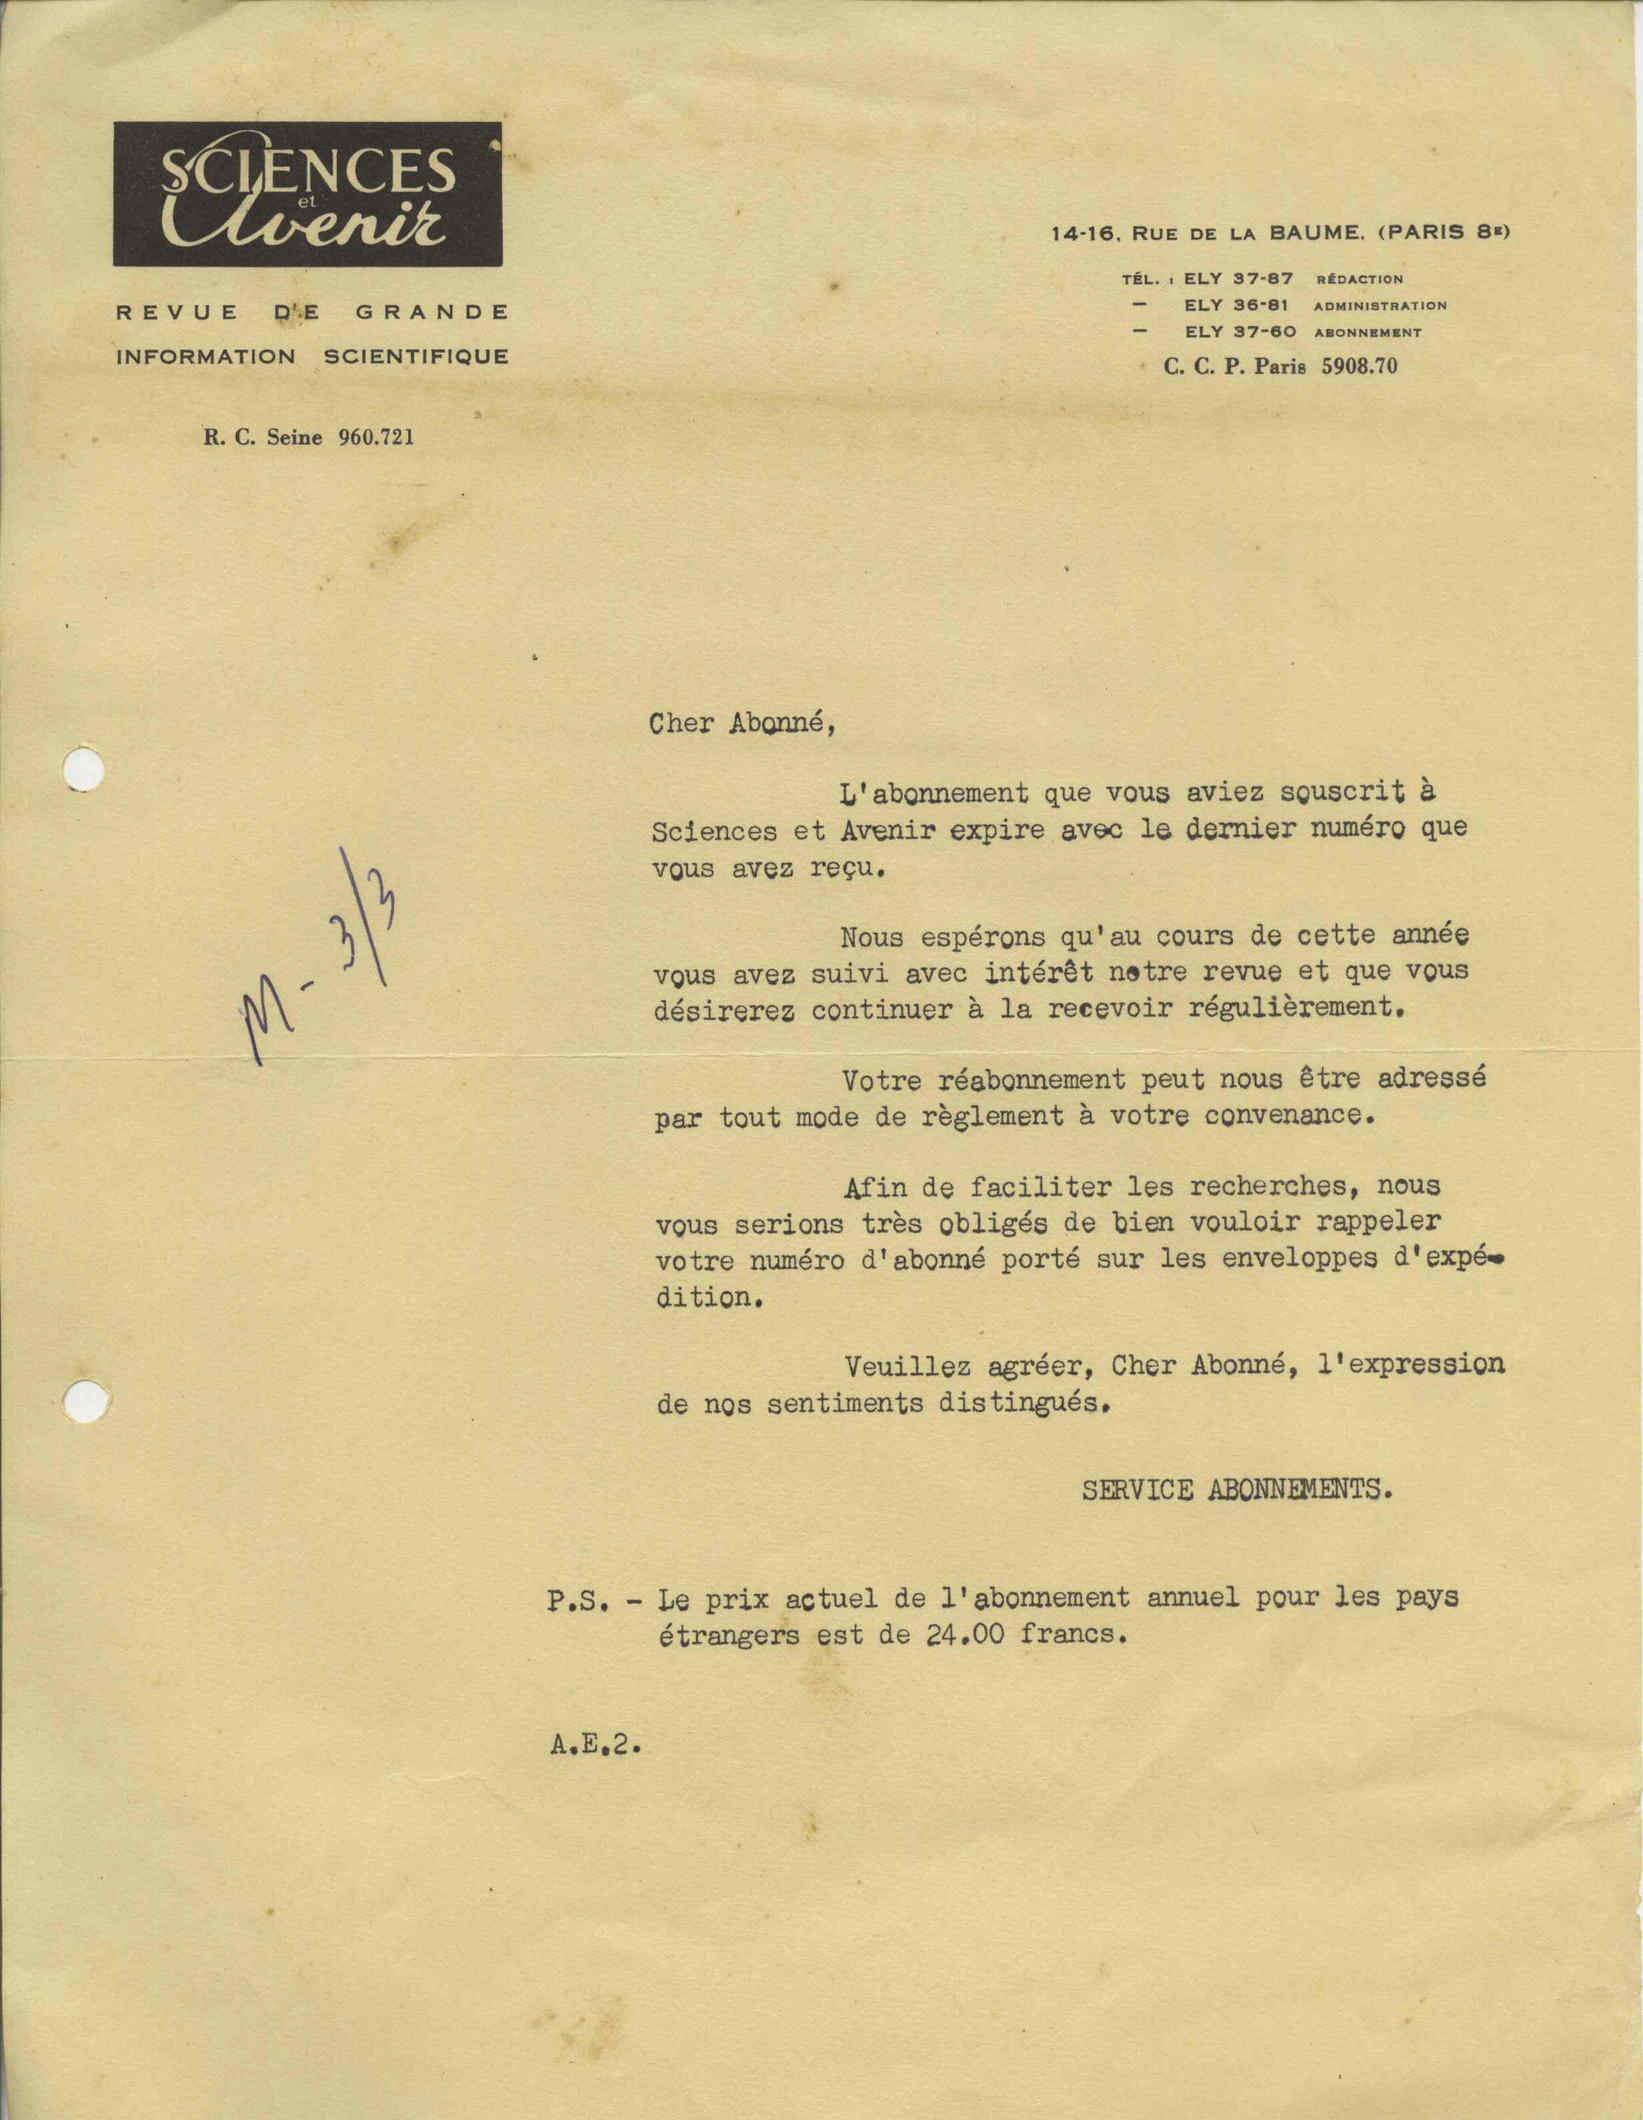 SCIENCES
et
Avenir
REVUE DE GRANDE
INFORMATION SCIENTIFIQUE
R. C. Seine 960.721
14-16, RUE DE LA BAUME, (PARIS 8E)
TÉL. : ELY 37-87 RÉDACTION
— ELY 36-81 ADMINISTRATION
— ELY 37-60 ABONNEMENT
C. C. P. Paris 5908.70
Cher Abonné,
L'abonnement que vous aviez souscrit à
Sciences et Avenir expire avec le dernier numéro que
vous avez reçu.
Nous espérons qu'au cours de cette année
vous avez suivi avec intérêt notre revue et que vous
désirerez continuer à la recevoir régulièrement.
M - 3/3
Votre réabonnement peut nous être adressé
par tout mode de règlement à votre convenance.
Afin de faciliter les recherches, nous
vous serions très obligés de bien vouloir rappeler
votre numéro d'abonné porté sur les enveloppes d'expé-
dition.
Veuillez agréer, Cher Abonné, l'expression
de nos sentiments distingués.
SERVICE ABONNEMENTS.
P.S. - Le prix actuel de l'abonnement annuel pour les pays
étrangers est de 24.00 francs.
A.E.2.